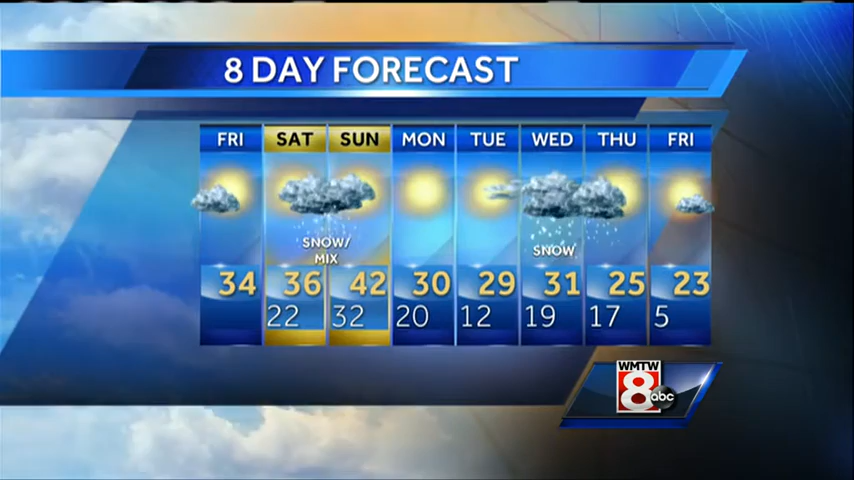 8 DAY FORECAST
FRI SAT SUN MON TUE WED THU FRI
SNOW/
MIX
SNOW
34 36 42 30 29 31 25 23
22 32 20 12 19 17 5
WMTW
8 abc